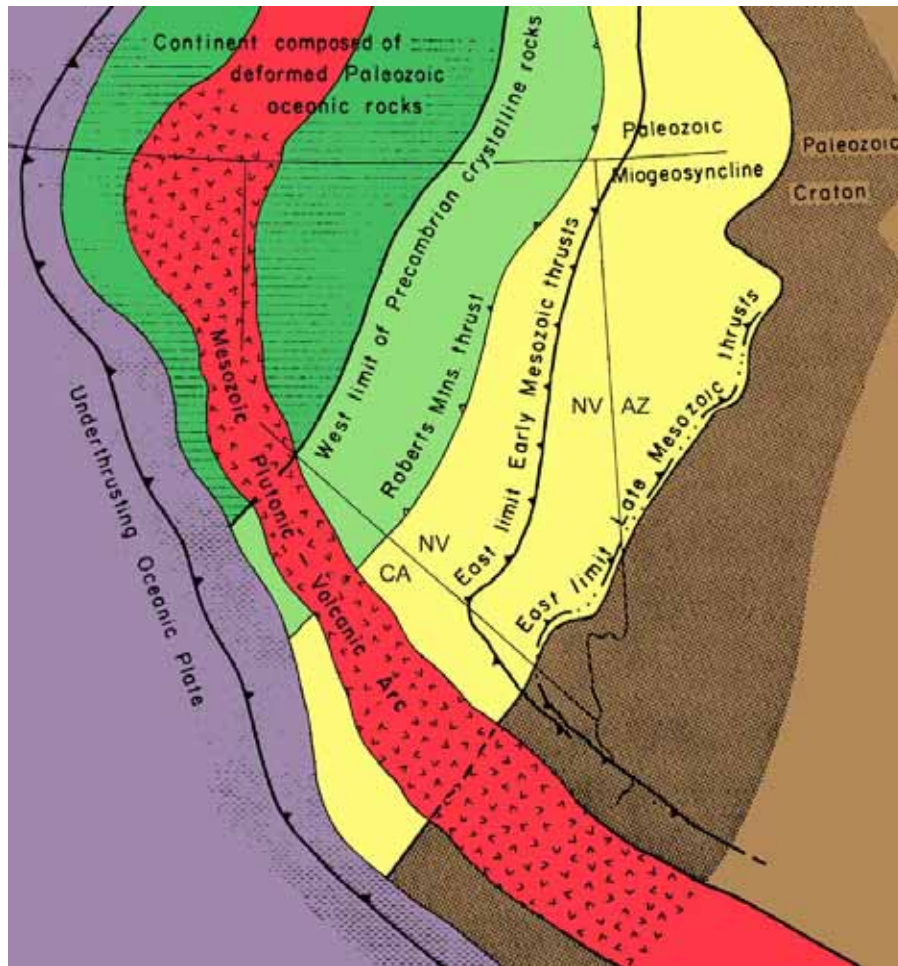 Continent composed of
deformed Paleozoic
oceanic rocks
West limit of Precambrian crystalline rocks
Paleozoic
Miogeosyncline
Paleozoic
Craton
Roberts Mtns. thrust
East limit Early Mesozoic thrusts
East limit Late Mesozoic thrusts
NV
AZ
NV
CA
Mesozoic Plutonic - Volcanic Arc
Underthrusting Oceanic Plate